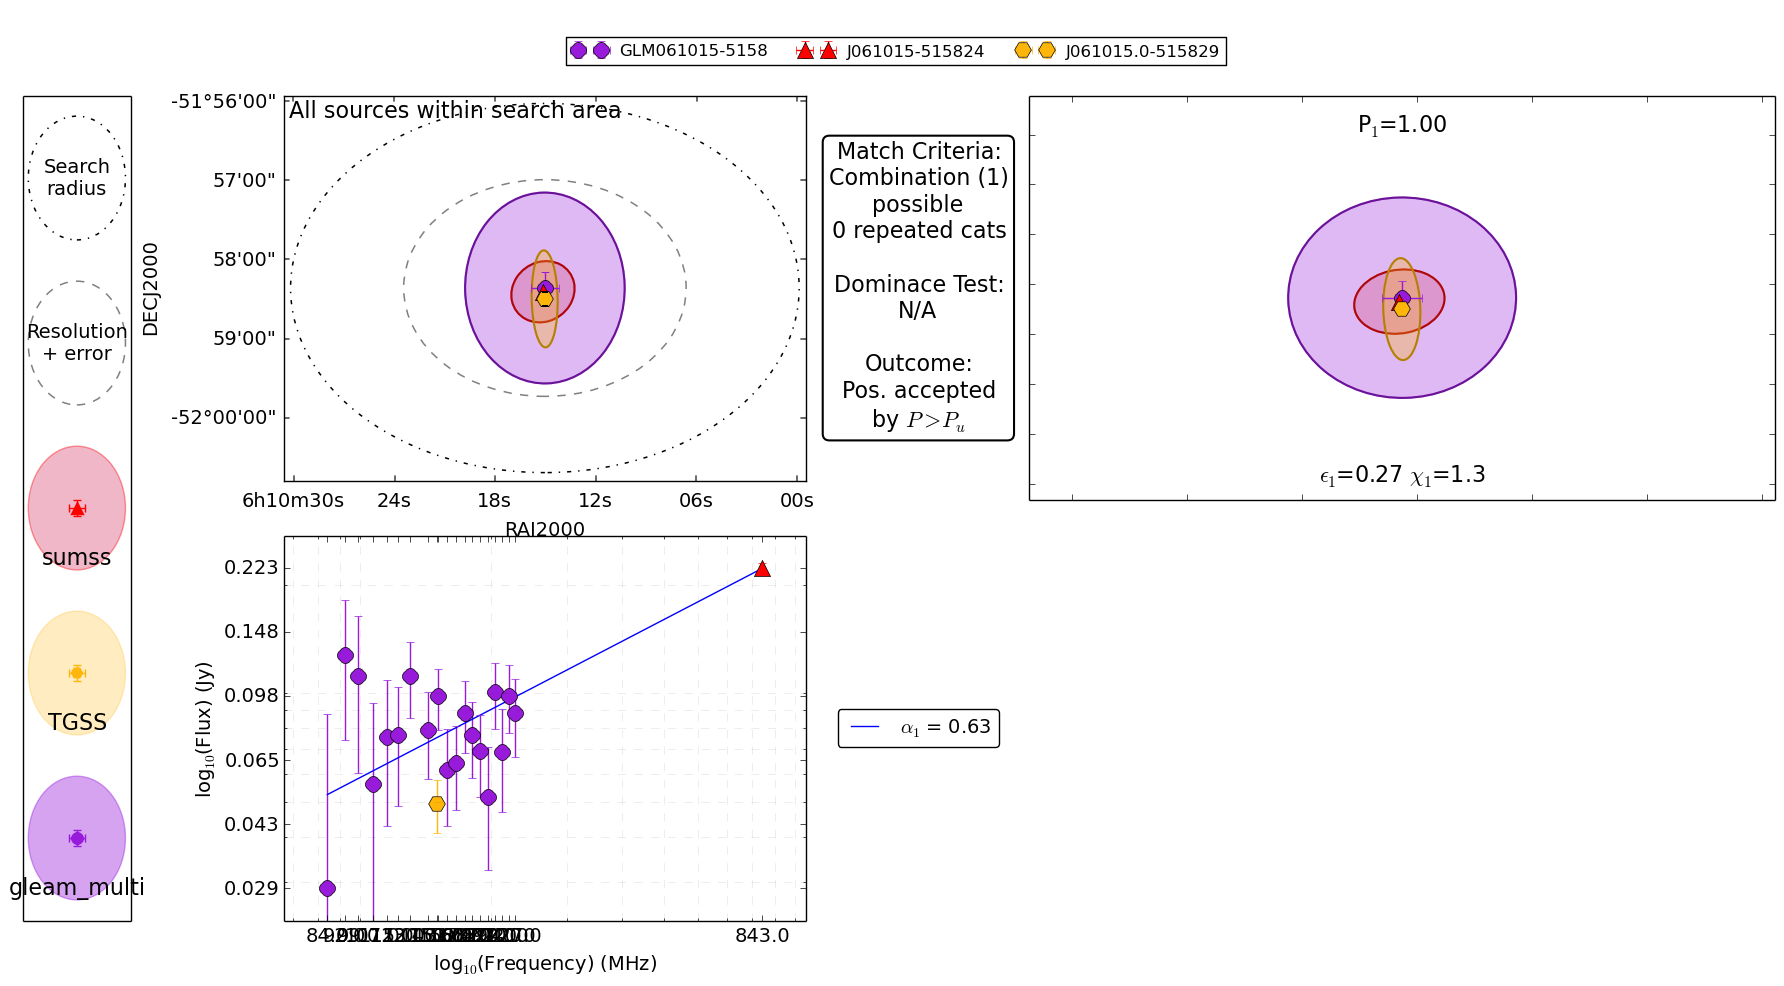 GLM061015-5158 J061015-515824 J061015.0-515829
Search
radius
Resolution
+ error
sumss
TGSS
gleam_multi
All sources within search area
-51°56'00"
57'00"
58'00"
59'00"
-52°00'00"
DECJ2000
6h10m30s 24s 18s 12s 06s 00s
RAJ2000
Match Criteria:
Combination (1)
possible
0 repeated cats
Dominace Test:
N/A
Outcome:
Pos. accepted
by P>Pu
P1=1.00
ϵ1=0.27 χ1=1.3
0.223
0.148
0.098
0.065
0.043
0.029
log10(Flux) (Jy)
843.0
log10(Frequency) (MHz)
α1 = 0.63